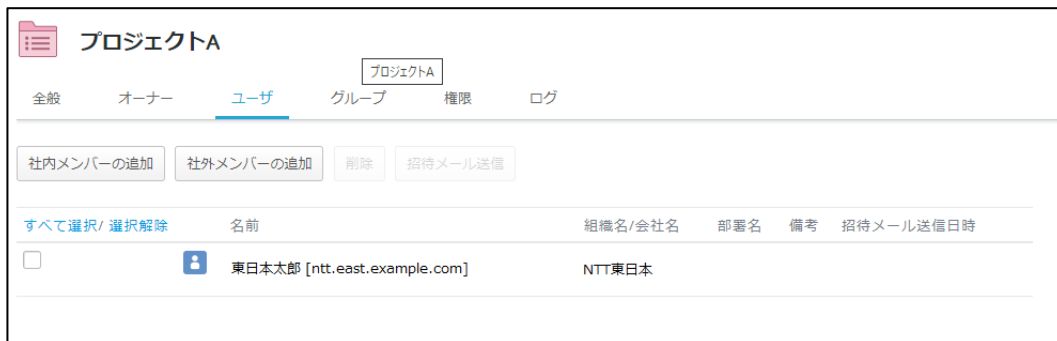 プロジェクトA
プロジェクトA
全般 オーナー ユーザ グループ 権限 ログ
社内メンバーの追加 社外メンバーの追加 削除 招待メール送信
すべて選択/ 選択解除 名前 組織名/会社名 部署名 備考 招待メール送信日時
東日本太郎 [ntt.east.example.com] NTT東日本